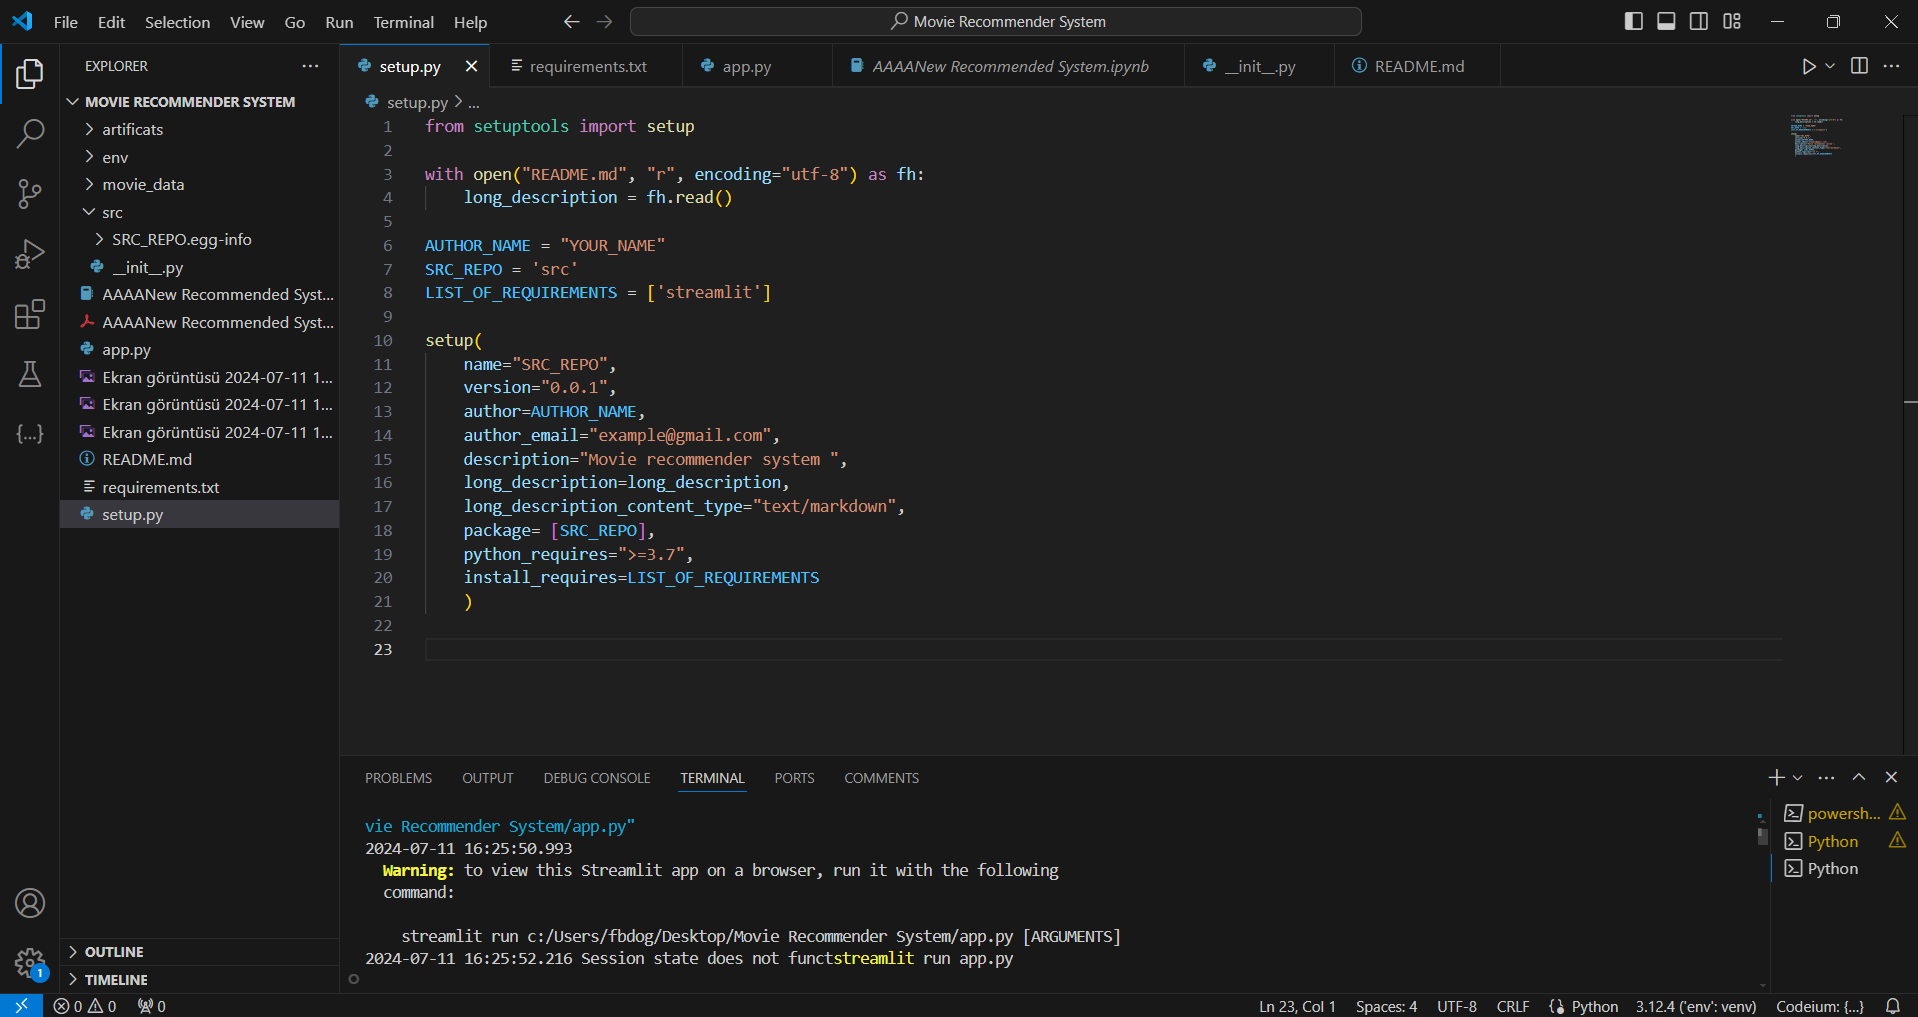 File Edit Selection View Go Run Terminal Help
Movie Recommender System
EXPLORER
MOVIE RECOMMENDER SYSTEM
artificats
env
movie_data
src
SRC_REPO.egg-info
__init__.py
AAAANew Recommended Syst...
AAAANew Recommended Syst...
app.py
Ekran görüntüsü 2024-07-11 1...
Ekran görüntüsü 2024-07-11 1...
Ekran görüntüsü 2024-07-11 1...
README.md
requirements.txt
setup.py
OUTLINE
TIMELINE
setup.py requirements.txt app.py AAAANew Recommended System.ipynb __init__.py README.md
setup.py > ...
1 from setuptools import setup
2
3 with open("README.md", "r", encoding="utf-8") as fh:
4 long_description = fh.read()
5
6 AUTHOR_NAME = "YOUR_NAME"
7 SRC_REPO = 'src'
8 LIST_OF_REQUIREMENTS = ['streamlit']
9
10 setup(
11 name="SRC_REPO",
12 version="0.0.1",
13 author=AUTHOR_NAME,
14 author_email="example@gmail.com",
15 description="Movie recommender system ",
16 long_description=long_description,
17 long_description_content_type="text/markdown",
18 package= [SRC_REPO],
19 python_requires=">=3.7",
20 install_requires=LIST_OF_REQUIREMENTS
21 )
22
23
PROBLEMS OUTPUT DEBUG CONSOLE TERMINAL PORTS COMMENTS
vie Recommender System/app.py"
2024-07-11 16:25:50.993
Warning: to view this Streamlit app on a browser, run it with the following
command:
streamlit run c:/Users/fbdog/Desktop/Movie Recommender System/app.py [ARGUMENTS]
2024-07-11 16:25:52.216 Session state does not functstreamlit run app.py
powersh...
Python
Python
1
0 0 0
Ln 23, Col 1 Spaces: 4 UTF-8 CRLF Python 3.12.4 ('env': venv) Codeium: {...}